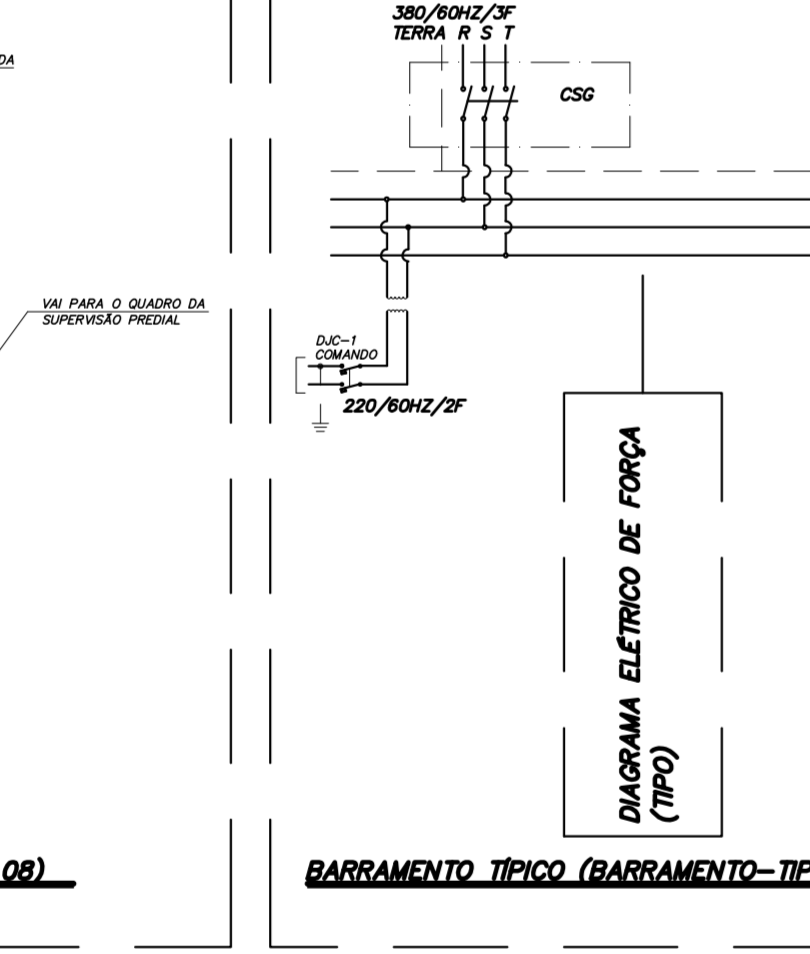 DA
380/60HZ/3F
TERRA R S T
CSG
VAI PARA O QUADRO DA
SUPERVISÃO PREDIAL
DJC-1
COMANDO
220/60HZ/2F
DIAGRAMA ELÉTRICO DE FORÇA
(TIPO)
08)
BARRAMENTO TÍPICO (BARRAMENTO-TIP